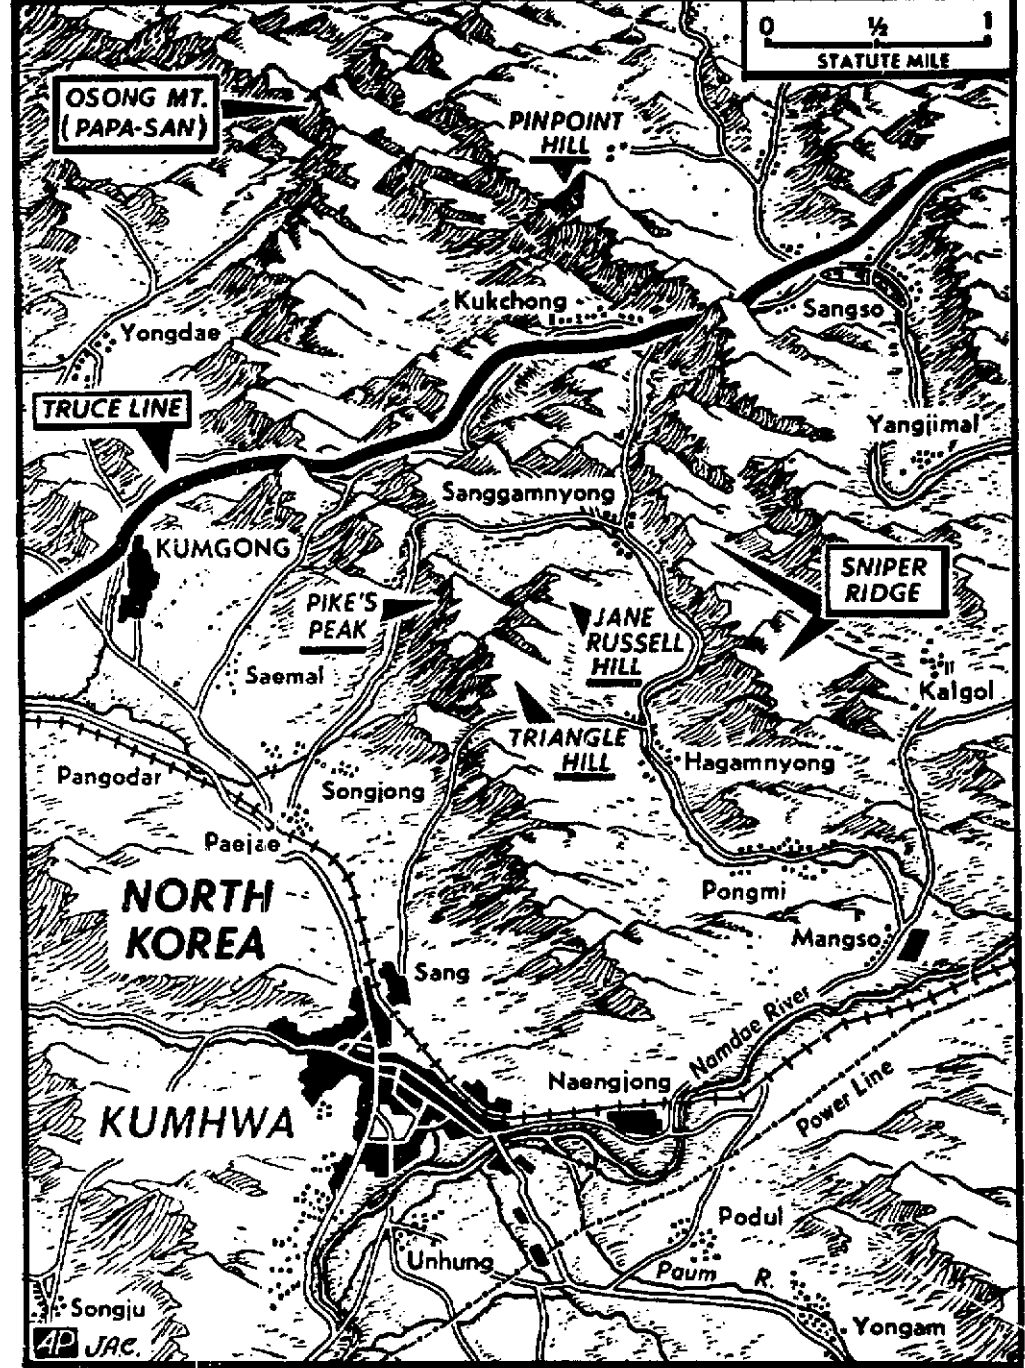 0 ½ 1
STATUTE MILE
OSONG MT.
(PAPA-SAN)
PINPOINT
HILL
Kukchong
Sangso
Yongdae
TRUCE LINE
Yangjimal
Sanggamnyong
KUMGONG
SNIPER
RIDGE
PIKE'S
PEAK
JANE
RUSSELL
HILL
Saemal
Kalgol
TRIANGLE
HILL
Hagamnyong
Pangodar
Songjong
Paejae
Pongmi
NORTH
KOREA
Mangso
Sang
Namdae River
Naengjong
Power Line
KUMHWA
Podul
Unhung
Paum R.
Songju
Yongam
AP JAC.